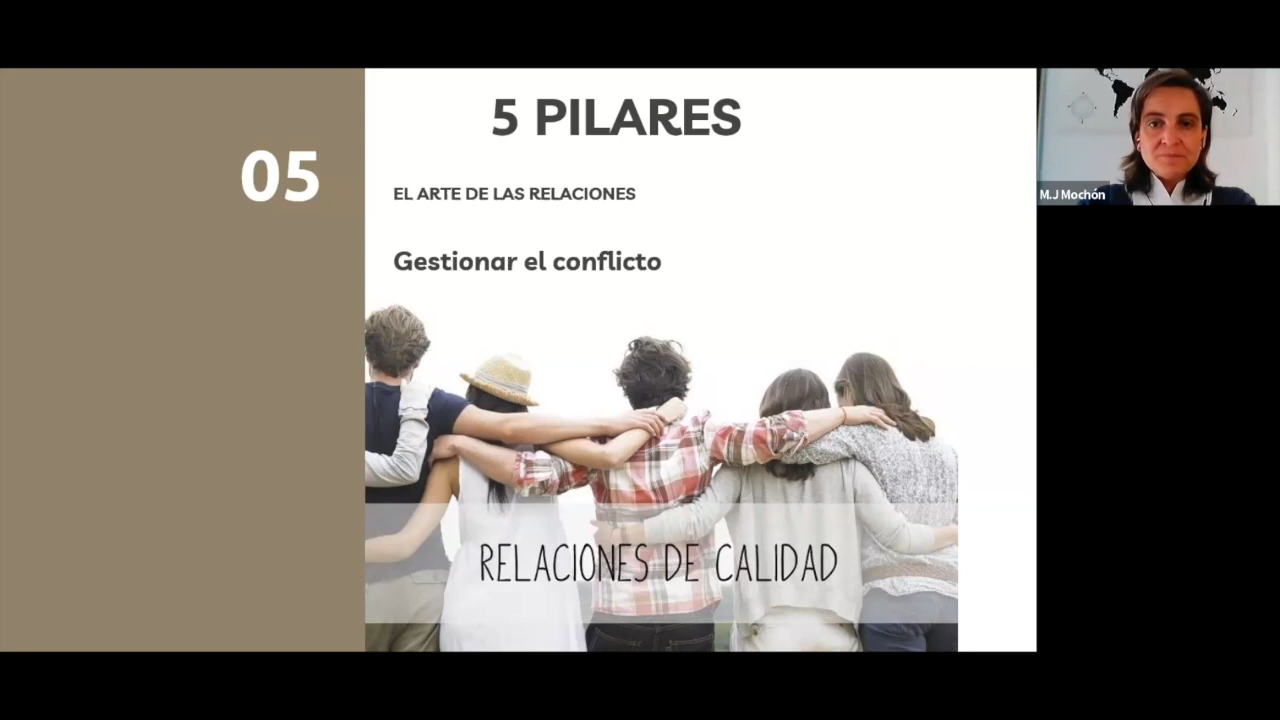 5 PILARES
05
EL ARTE DE LAS RELACIONES
Gestionar el conflicto
RELACIONES DE CALIDAD
M.J Mochón